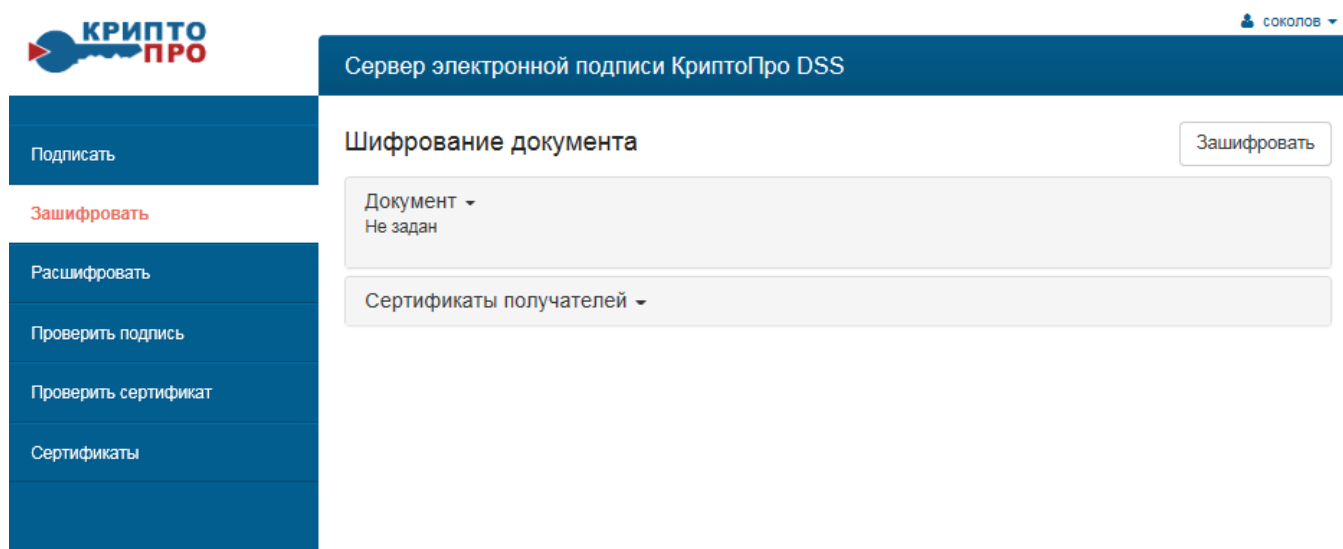 КРИПТО
ПРО
соколов
Сервер электронной подписи КриптоПро DSS
Подписать
Зашифровать
Расшифровать
Проверить подпись
Проверить сертификат
Сертификаты
Шифрование документа
Зашифровать
Документ
Не задан
Сертификаты получателей